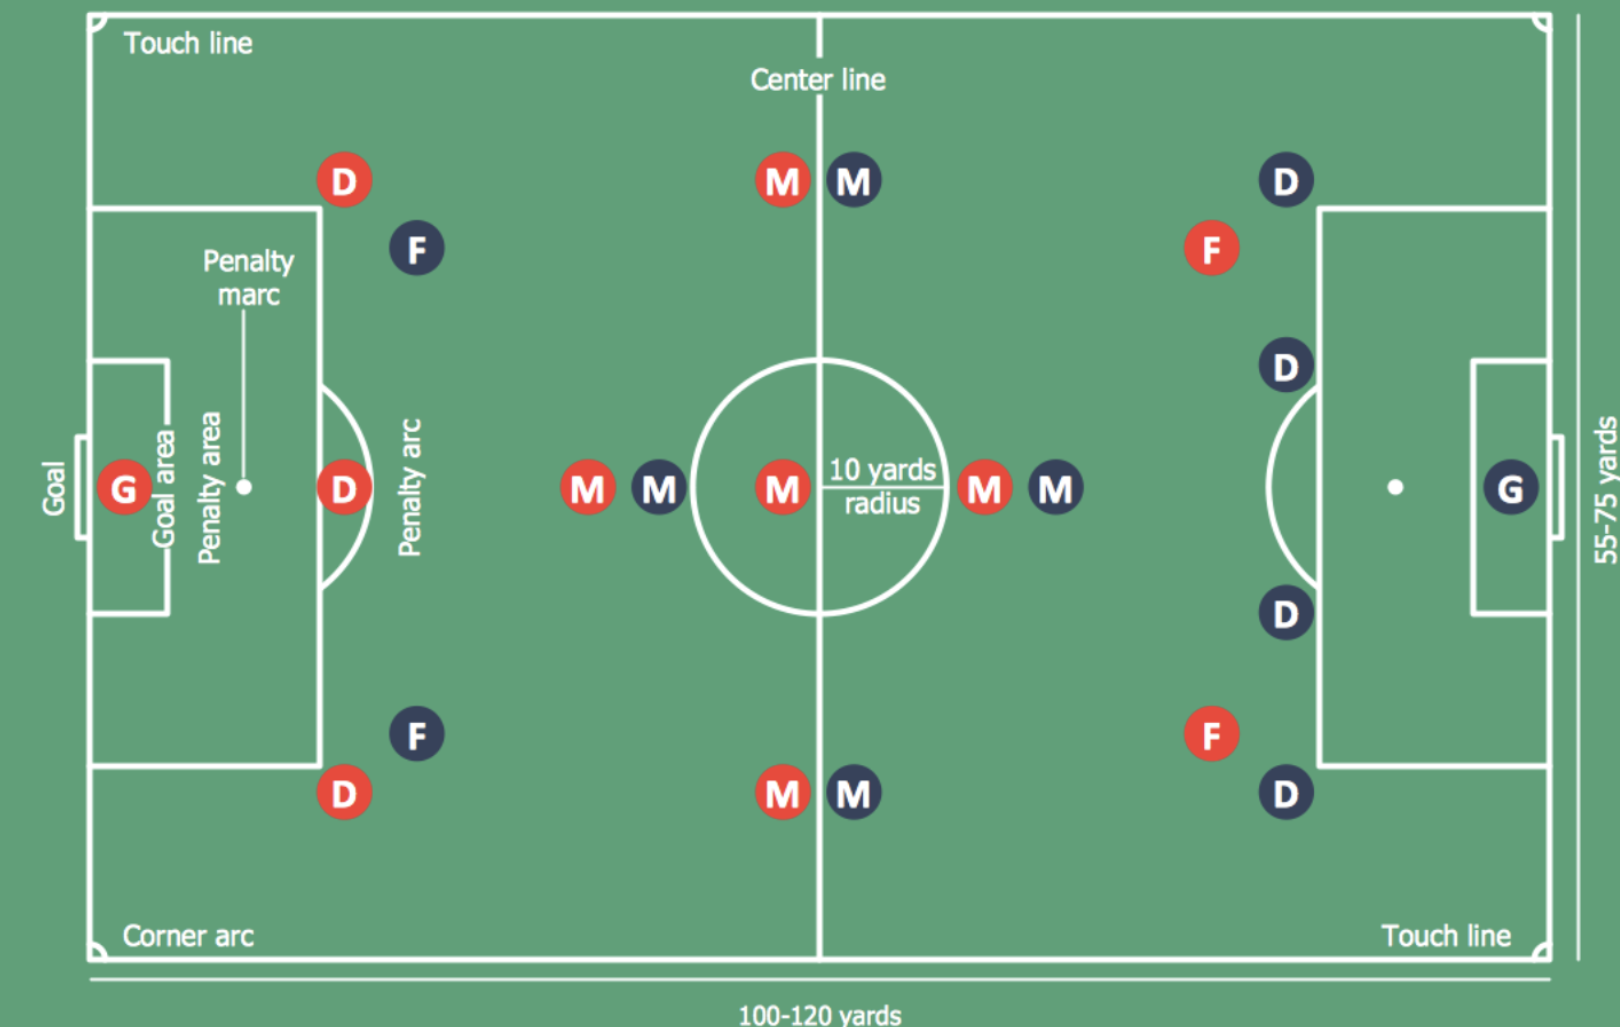 Touch line
Center line
D
M
M
D
F
F
Penalty
marc
D
Goal
G
Goal area
Penalty area
D
Penalty arc
M
M
M
10 yards
radius
M
M
G
55-75 yards
D
F
F
D
M
M
D
Corner arc
Touch line
100-120 yards